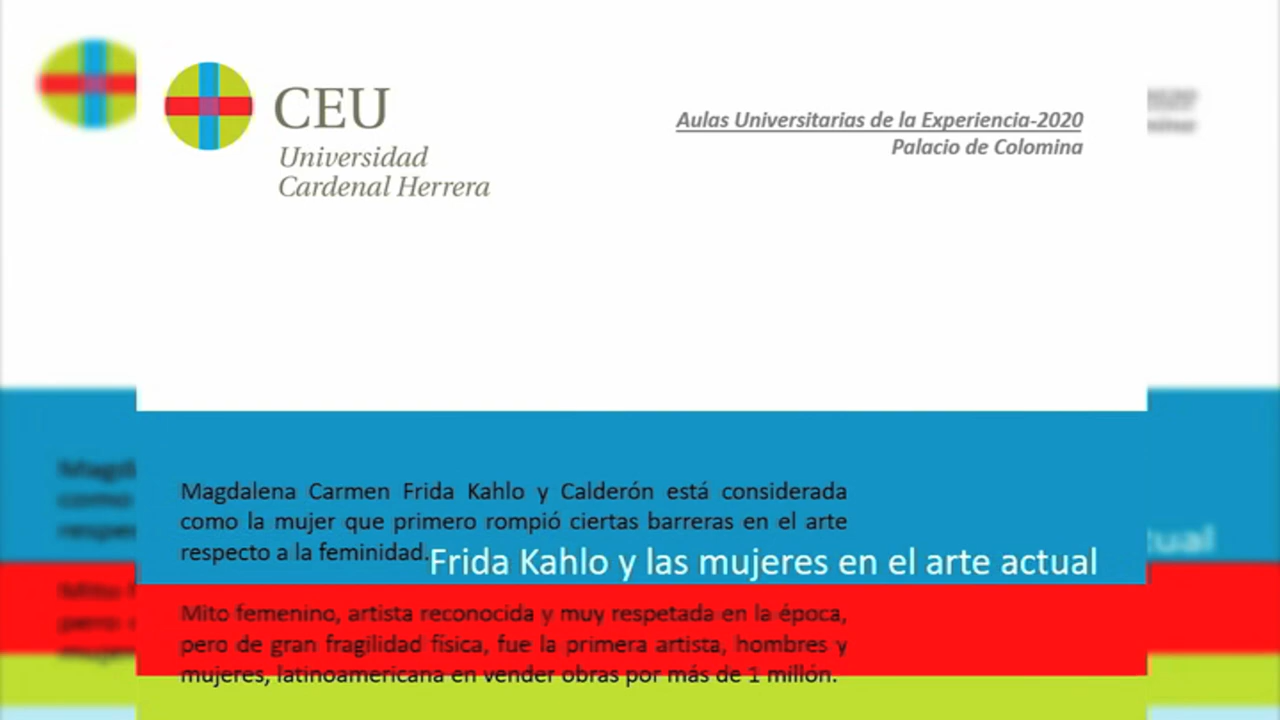 CEU
Universidad
Cardenal Herrera
Aulas Universitarias de la Experiencia-2020
Palacio de Colomina
Magdalena Carmen Frida Kahlo y Calderón está considerada
como la mujer que primero rompió ciertas barreras en el arte
respecto a la feminidad.
Frida Kahlo y las mujeres en el arte actual
Mito femenino, artista reconocida y muy respetada en la época,
pero de gran fragilidad física, fue la primera artista, hombres y
mujeres, latinoamericana en vender obras por más de 1 millón.